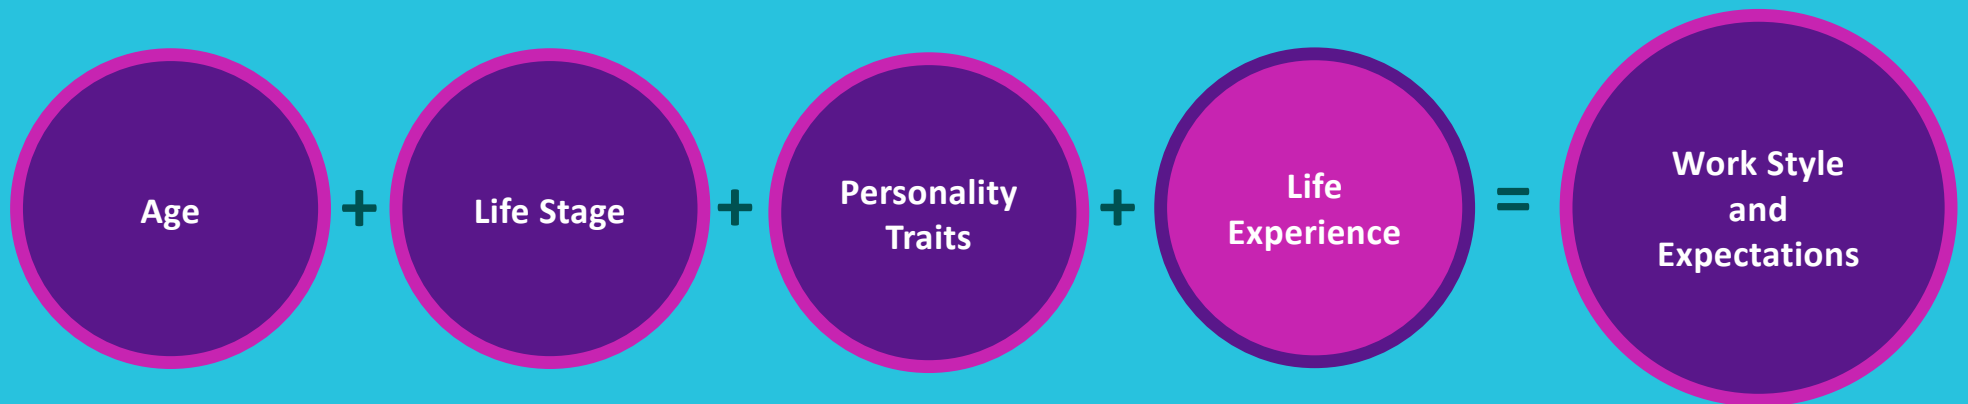 Age
+
Life Stage
+
Personality
Traits
+
Life
Experience
=
Work Style
and
Expectations